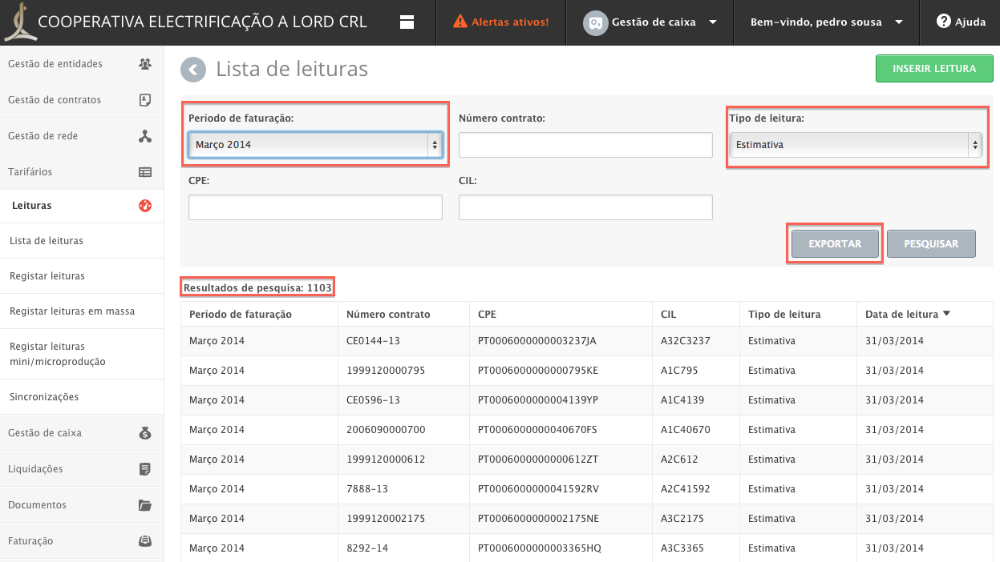 COOPERATIVA ELECTRIFICAÇÃO A LORD CRL
Alertas ativos!
Gestão de caixa
Bem-vindo, pedro sousa
Ajuda
Gestão de entidades
Gestão de contratos
Gestão de rede
Tarifários
Leituras
Lista de leituras
Registar leituras
Registar leituras em massa
Registar leituras
mini/microprodução
Sincronizações
Gestão de caixa
Liquidações
Documentos
Faturação
Lista de leituras
INSERIR LEITURA
Período de faturação:
Número contrato:
Tipo de leitura:
Março 2014
Estimativa
CPE:
CIL:
EXPORTAR
PESQUISAR
Resultados de pesquisa: 1103
Período de faturação Número contrato CPE CIL Tipo de leitura Data de leitura
Março 2014 CE0144-13 PT0006000000003237JA A32C3237 Estimativa 31/03/2014
Março 2014 1999120000795 PT0006000000000795KE A1C795 Estimativa 31/03/2014
Março 2014 CE0596-13 PT0006000000004139YP A1C4139 Estimativa 31/03/2014
Março 2014 2006090000700 PT0006000000040670FS A1C40670 Estimativa 31/03/2014
Março 2014 1999120000612 PT0006000000000612ZT A2C612 Estimativa 31/03/2014
Março 2014 7888-13 PT0006000000041592RV A2C41592 Estimativa 31/03/2014
Março 2014 1999120002175 PT0006000000002175NE A3C2175 Estimativa 31/03/2014
Março 2014 8292-14 PT0006000000003365HQ A3C3365 Estimativa 31/03/2014